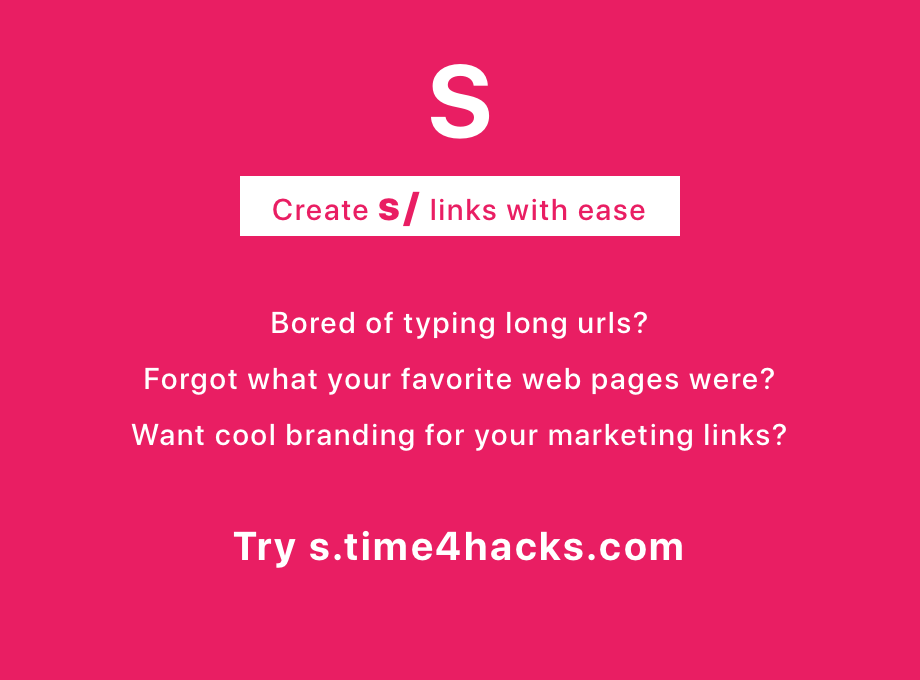 S
Create s/ links with ease
Bored of typing long urls?
Forgot what your favorite web pages were?
Want cool branding for your marketing links?
Try s.time4hacks.com